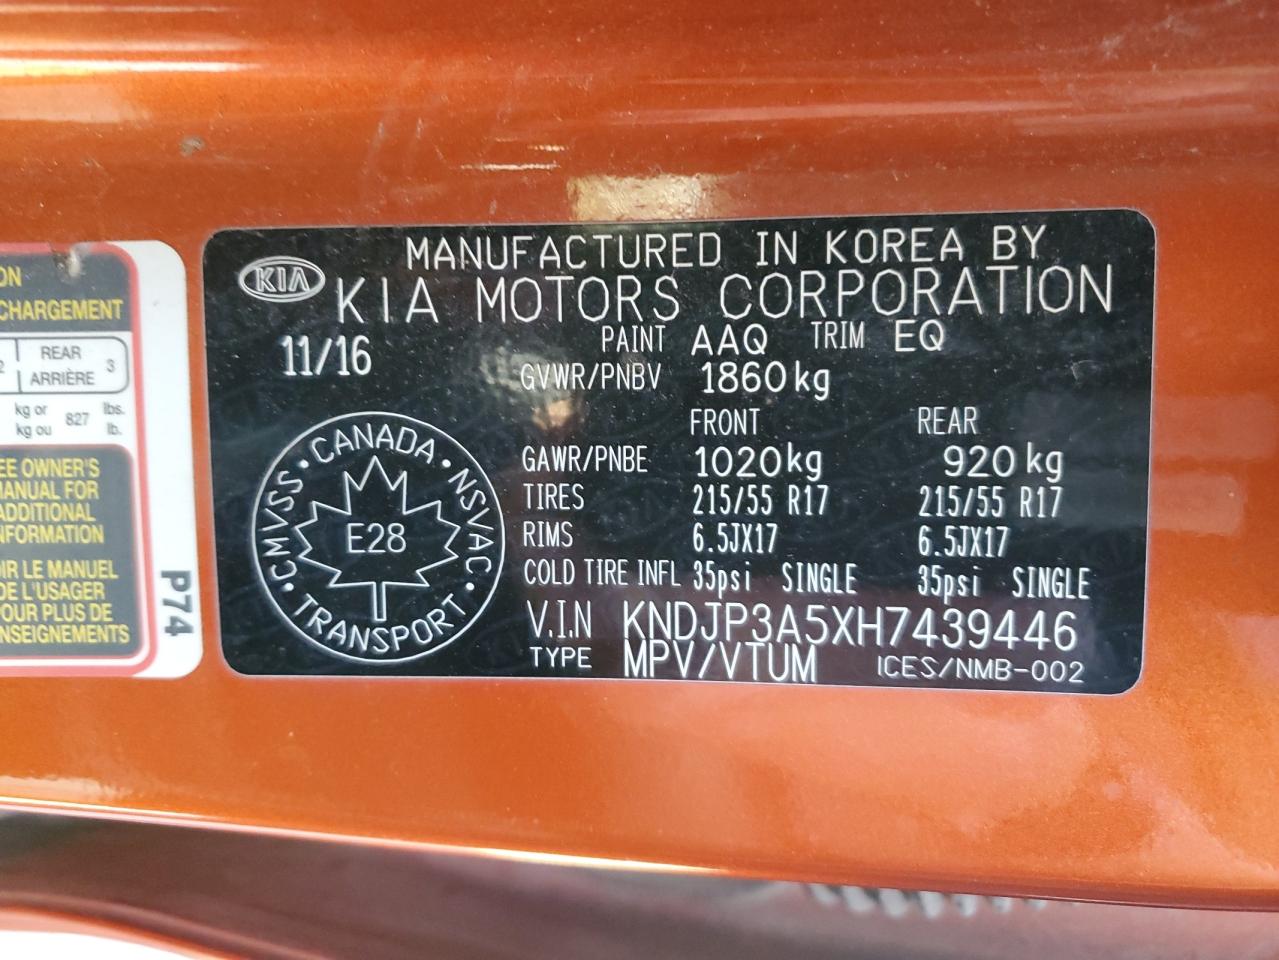 ON
CHARGEMENT
2 REAR 3
ARRIÈRE
kg or 827 lbs.
kg ou lb.
EE OWNER'S
MANUAL FOR
ADDITIONAL
NFORMATION
OIR LE MANUEL
DE L'USAGER
POUR PLUS DE
NSEIGNEMENTS
P74
MANUFACTURED IN KOREA BY
KIA
KIA MOTORS CORPORATION
11/16
PAINT AAQ TRIM EQ
GVWR/PNBV 1860kg
FRONT REAR
GAWR/PNBE 1020kg 920kg
TIRES 215/55 R17 215/55 R17
RIMS 6.5JX17 6.5JX17
COLD TIRE INFL 35psi SINGLE 35psi SINGLE
V.I.N KNDJP3A5XH7439446
TYPE MPV/VTUM ICES/NMB-002
CMVSS • CANADA • NSVAC • TRANSPORT •
E28